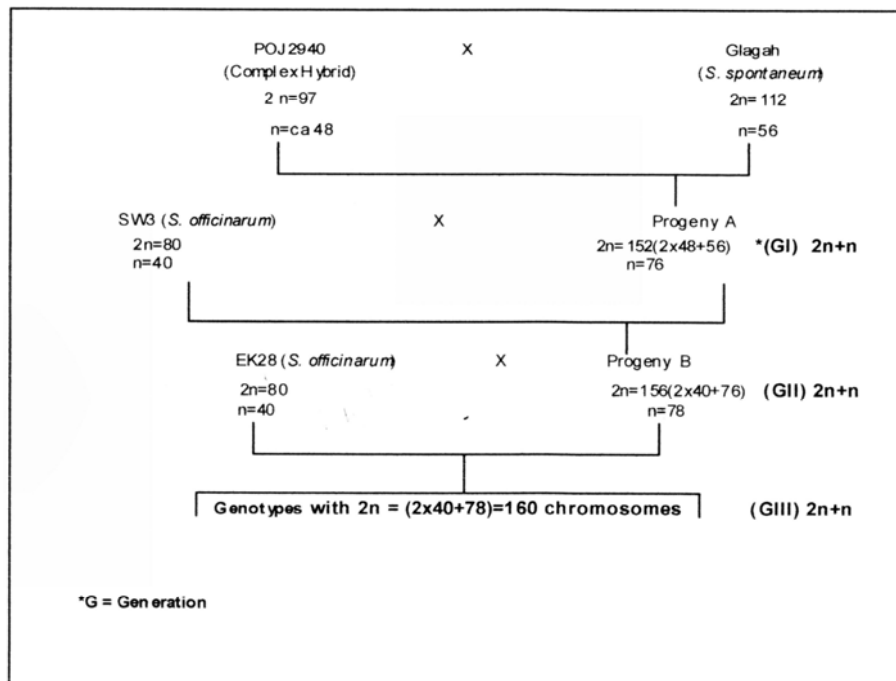 POJ2940 X Glagah
(Complex Hybrid) (S. spontaneum)
2 n=97 2n= 112
n=ca 48 n=56
SW3 (S. officinarum) X Progeny A
2n=80 2n= 152(2x48+56) *(GI) 2n+n
n=40 n=76
EK28 (S. officinarum) X Progeny B
2n=80 2n=156(2x40+76) (GII) 2n+n
n=40 n=78
Genotypes with 2n = (2x40+78)=160 chromosomes (GIII) 2n+n
*G = Generation